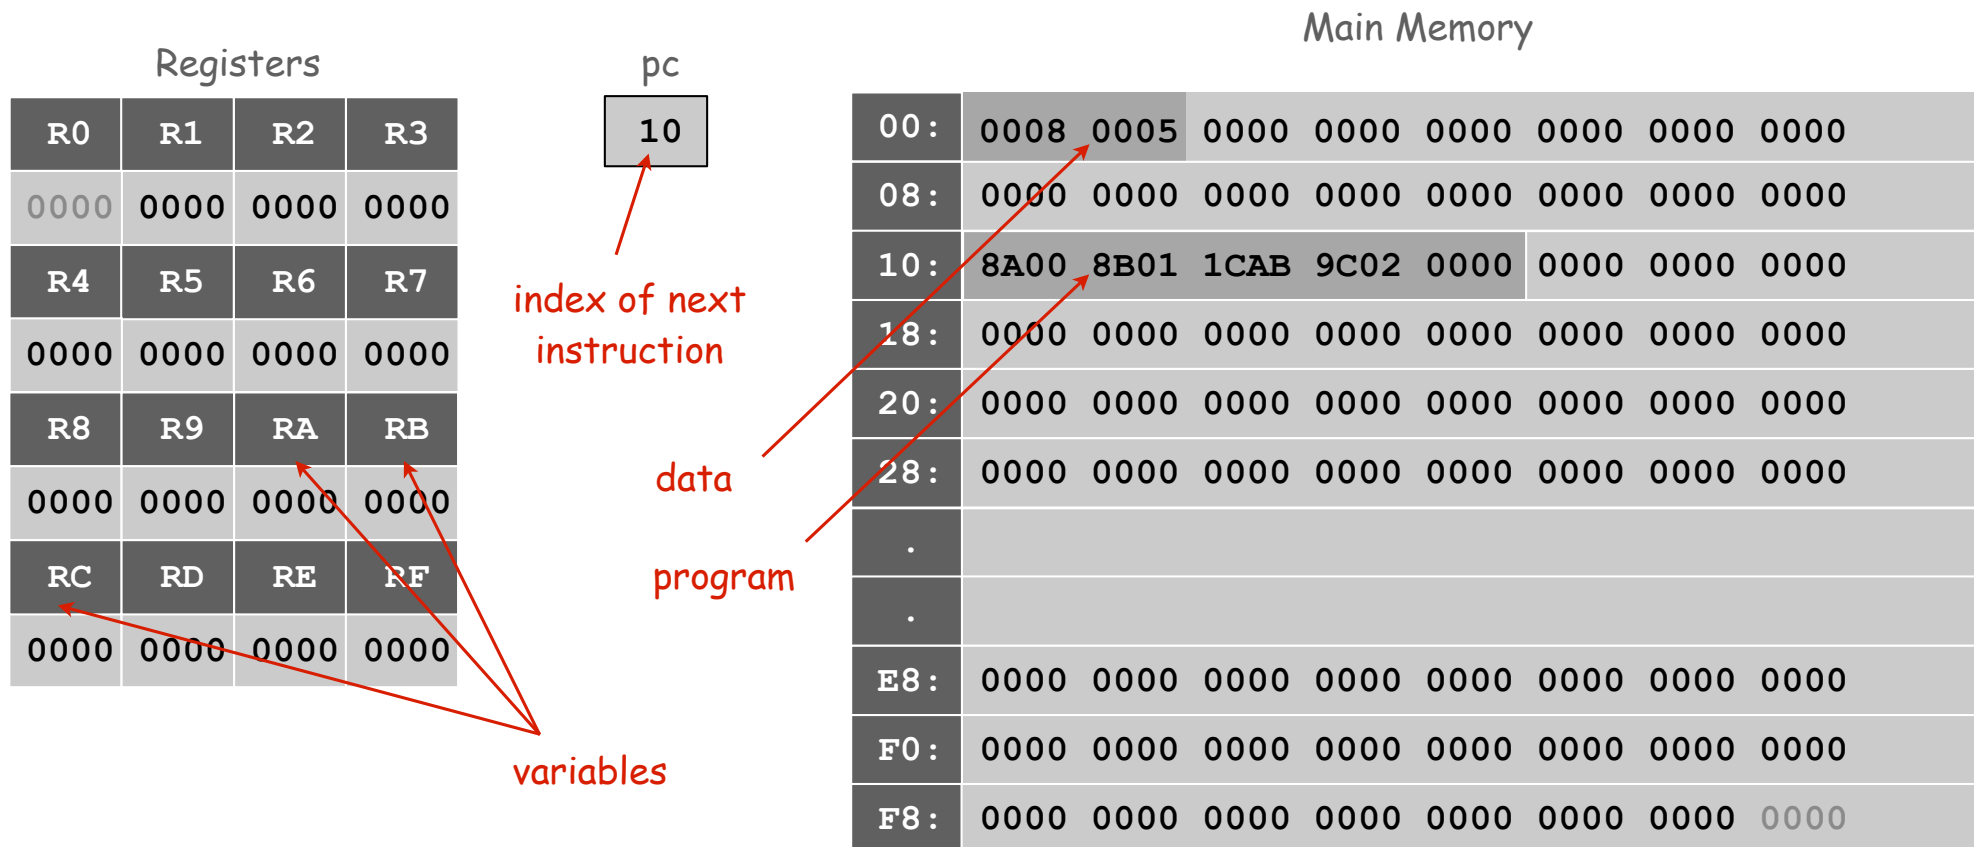 Main Memory
Registers
pc
R0 R1 R2 R3
0000 0000 0000 0000
R4 R5 R6 R7
0000 0000 0000 0000
R8 R9 RA RB
0000 0000 0000 0000
RC RD RE RF
0000 0000 0000 0000
10
index of next
instruction
data
program
variables
00: 0008 0005 0000 0000 0000 0000 0000 0000
08: 0000 0000 0000 0000 0000 0000 0000 0000
10: 8A00 8B01 1CAB 9C02 0000 0000 0000 0000
18: 0000 0000 0000 0000 0000 0000 0000 0000
20: 0000 0000 0000 0000 0000 0000 0000 0000
28: 0000 0000 0000 0000 0000 0000 0000 0000
.
.
E8: 0000 0000 0000 0000 0000 0000 0000 0000
F0: 0000 0000 0000 0000 0000 0000 0000 0000
F8: 0000 0000 0000 0000 0000 0000 0000 0000